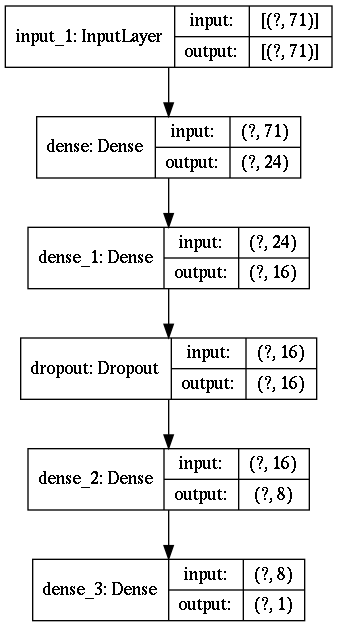 input_1: InputLayer
input: [(?, 71)]
output: [(?, 71)]
dense: Dense
input: (?, 71)
output: (?, 24)
dense_1: Dense
input: (?, 24)
output: (?, 16)
dropout: Dropout
input: (?, 16)
output: (?, 16)
dense_2: Dense
input: (?, 16)
output: (?, 8)
dense_3: Dense
input: (?, 8)
output: (?, 1)